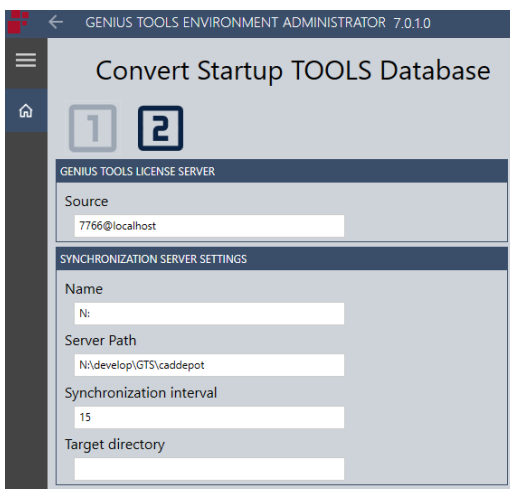 GENIUS TOOLS ENVIRONMENT ADMINISTRATOR 7.0.1.0
Convert Startup TOOLS Database
1 2
GENIUS TOOLS LICENSE SERVER
Source
7766@localhost
SYNCHRONIZATION SERVER SETTINGS
Name
N:
Server Path
N:\develop\GTS\caddepot
Synchronization interval
15
Target directory